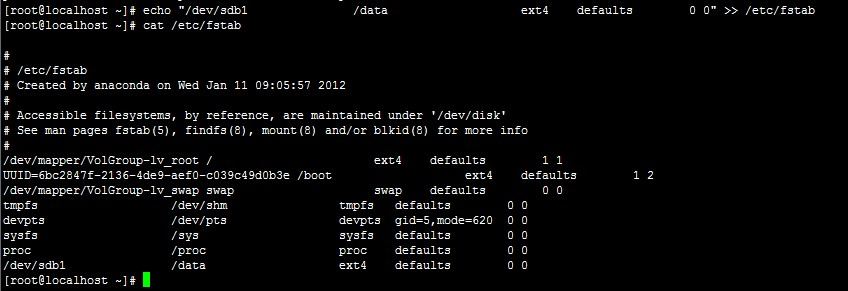 [root@localhost ~]# echo "/dev/sdb1               /data                   ext4    defaults        0 0" >> /etc/fstab
[root@localhost ~]# cat /etc/fstab
#
# /etc/fstab
# Created by anaconda on Wed Jan 11 09:05:57 2012
#
# Accessible filesystems, by reference, are maintained under '/dev/disk'
# See man pages fstab(5), findfs(8), mount(8) and/or blkid(8) for more info
#
/dev/mapper/VolGroup-lv_root /                       ext4    defaults        1 1
UUID=6bc2847f-2136-4de9-aef0-c039c49d0b3e /boot                   ext4    defaults        1 2
/dev/mapper/VolGroup-lv_swap swap                    swap    defaults        0 0
tmpfs                   /dev/shm                tmpfs   defaults        0 0
devpts                  /dev/pts                devpts  gid=5,mode=620  0 0
sysfs                   /sys                    sysfs   defaults        0 0
proc                    /proc                   proc    defaults        0 0
/dev/sdb1               /data                   ext4    defaults        0 0
[root@localhost ~]#